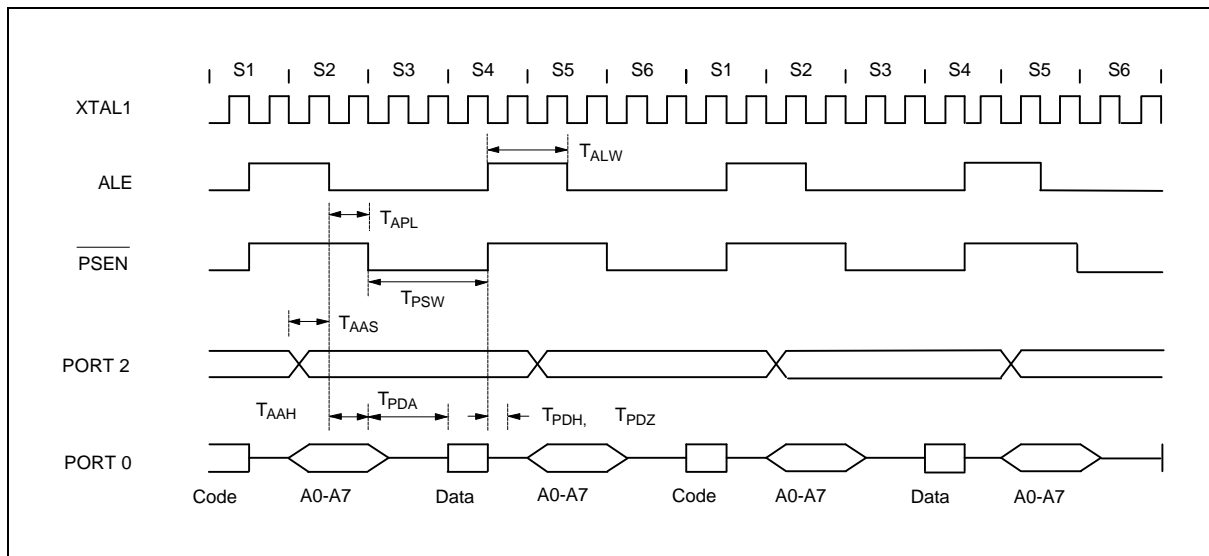 S1 S2 S3 S4 S5 S6 S1 S2 S3 S4 S5 S6
XTAL1
TALW
ALE
TAPL
PSEN
TPSW
TAAS
PORT 2
TAAH TPDA TPDH, TPDZ
PORT 0
Code A0-A7 Data A0-A7 Code A0-A7 Data A0-A7